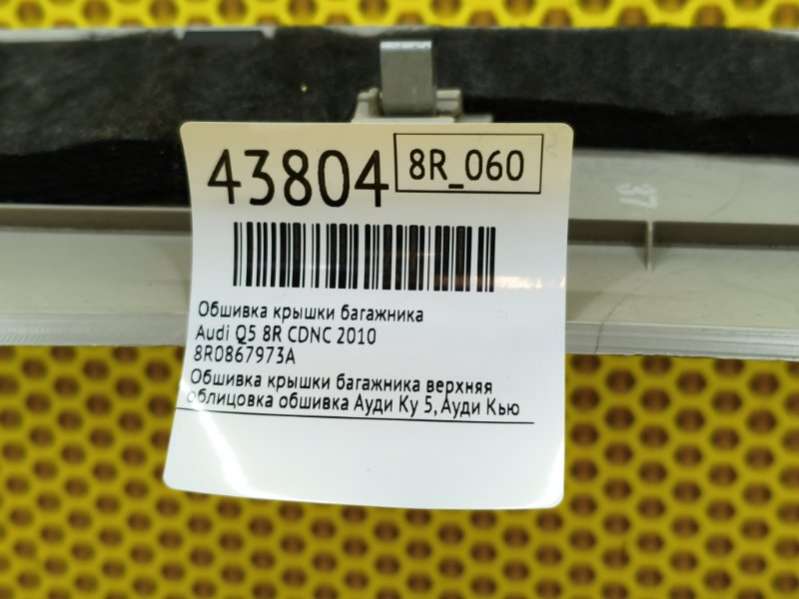 43804
8R_060
Обшивка крышки багажника
Audi Q5 8R CDNC 2010
8R0867973A
Обшивка крышки багажника верхняя
облицовка обшивка Ауди Ку 5, Ауди Кью
37